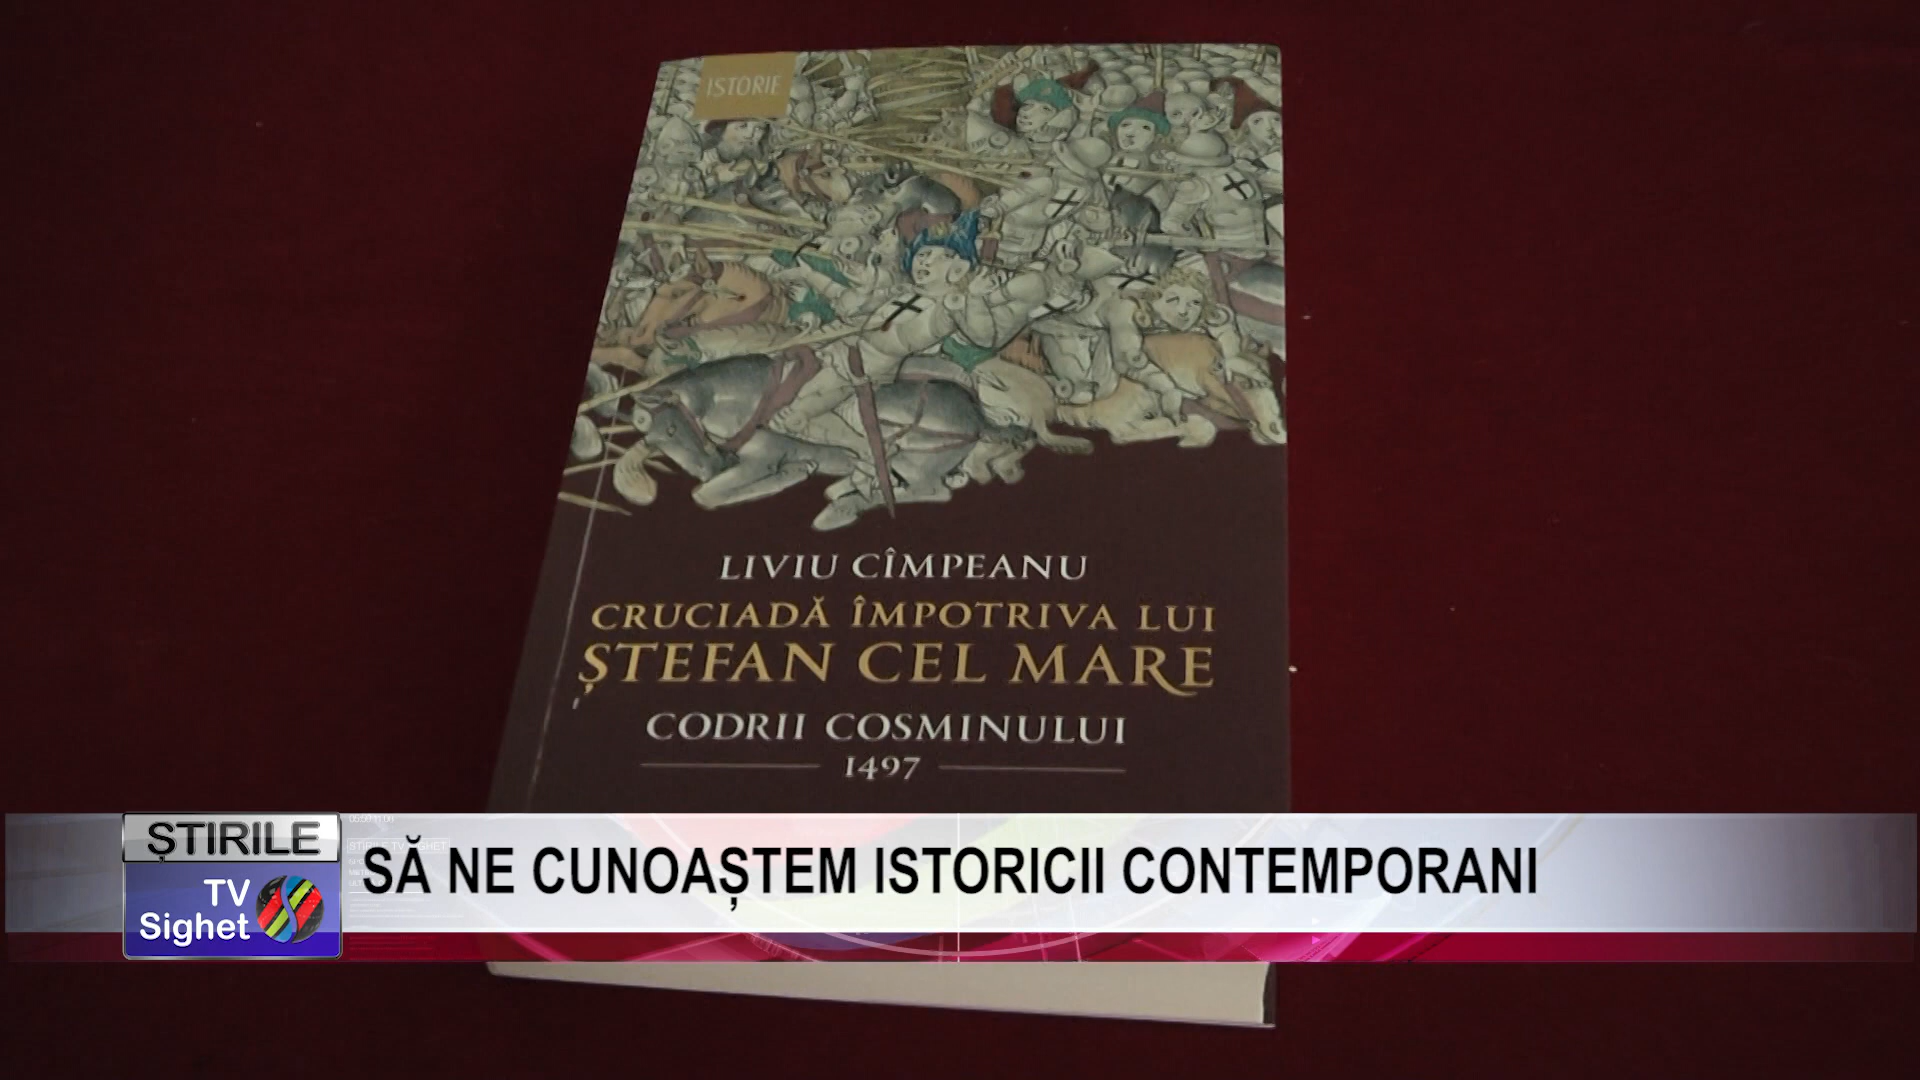 ISTORIE
LIVIU CÎMPEANU
CRUCIADĂ ÎMPOTRIVA LUI
ȘTEFAN CEL MARE
CODRII COSMINULUI
1497
ȘTIRILE
TV
Sighet
SĂ NE CUNOAȘTEM ISTORICII CONTEMPORANI